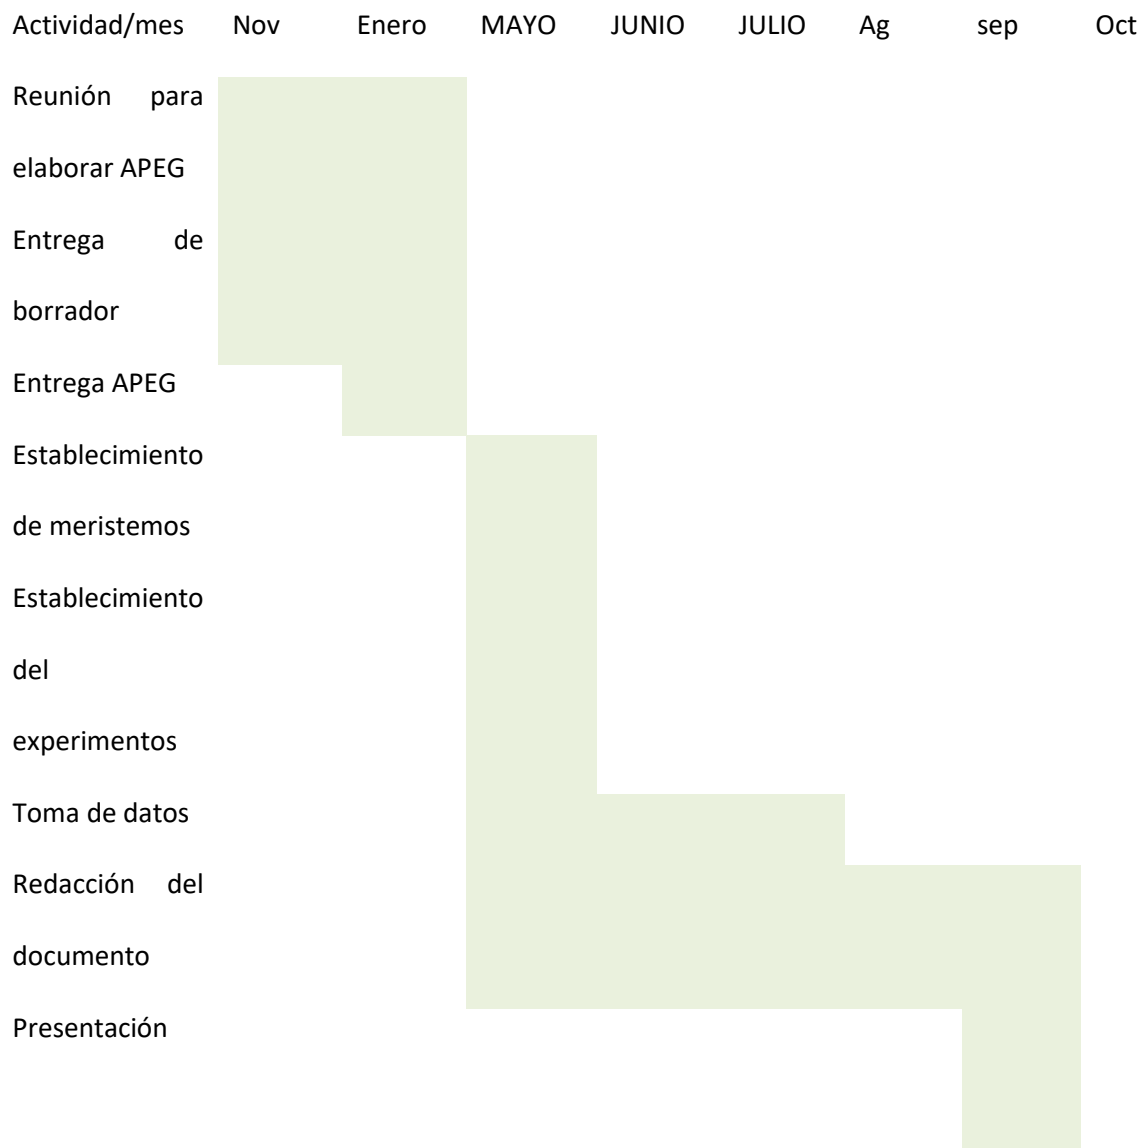 Actividad/mes Nov Enero MAYO JUNIO JULIO Ag sep Oct
Reunión para
elaborar APEG
Entrega de
borrador
Entrega APEG
Establecimiento
de meristemos
Establecimiento
del
experimentos
Toma de datos
Redacción del
documento
Presentación